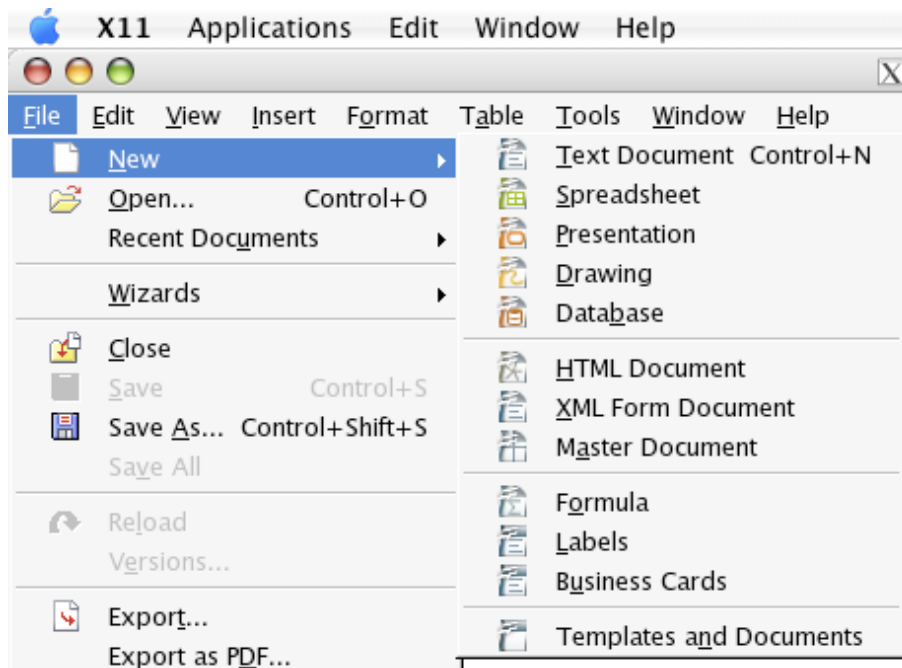 X11 Applications Edit Window Help
X
File Edit View Insert Format Table Tools Window Help
New
Open... Control+O
Recent Documents
Wizards
Close
Save Control+S
Save As... Control+Shift+S
Save All
Reload
Versions...
Export...
Export as PDF...
Text Document Control+N
Spreadsheet
Presentation
Drawing
Database
HTML Document
XML Form Document
Master Document
Formula
Labels
Business Cards
Templates and Documents